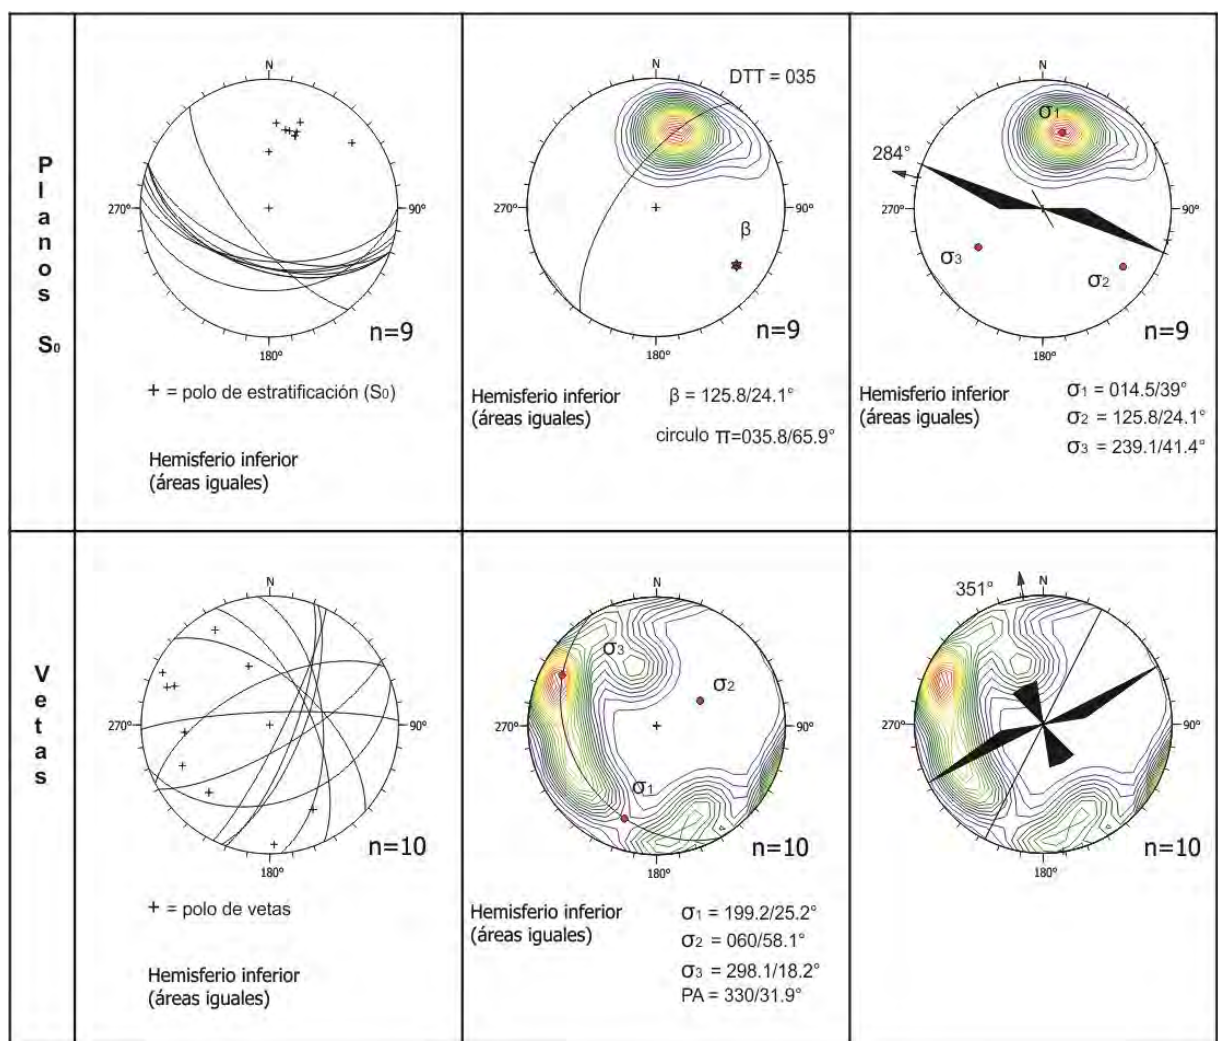 Planos S0
N
270°
90°
180°
n=9
+ = polo de estratificación (S0)
Hemisferio inferior
(áreas iguales)
N
DTT = 035
270°
90°
β
180°
n=9
Hemisferio inferior
(áreas iguales)
β = 125.8/24.1°
circulo π=035.8/65.9°
N
σ1
284°
270°
90°
σ3
σ2
180°
n=9
Hemisferio inferior
(áreas iguales)
σ1 = 014.5/39°
σ2 = 125.8/24.1°
σ3 = 239.1/41.4°
Vetas
N
270°
90°
180°
n=10
+ = polo de vetas
Hemisferio inferior
(áreas iguales)
N
σ3
σ2
270°
90°
σ1
180°
n=10
Hemisferio inferior
(áreas iguales)
σ1 = 199.2/25.2°
σ2 = 060/58.1°
σ3 = 298.1/18.2°
PA = 330/31.9°
351°
N
270°
90°
180°
n=10